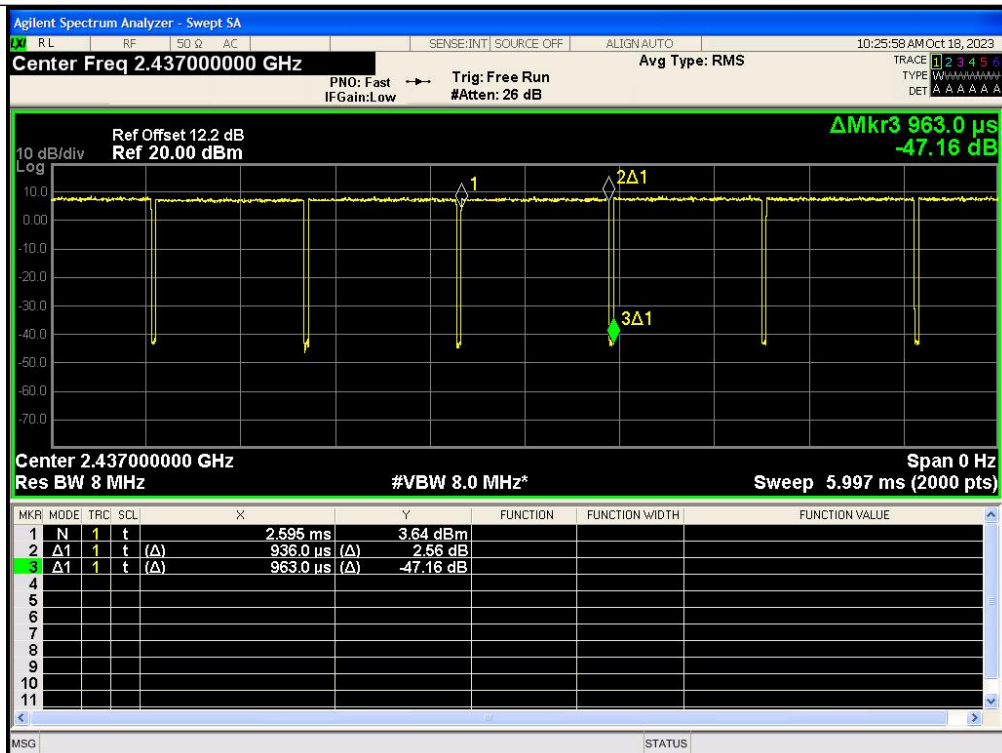 Agilent Spectrum Analyzer - Swept SA
LXI RL RF 50 Ω AC SENSE:INT SOURCE OFF ALIGN AUTO 10:25:58 AM Oct 18, 2023
Center Freq 2.437000000 GHz Avg Type: RMS TRACE 1 2 3 4 5 6
PNO: Fast Trig: Free Run TYPE W
IFGain:Low #Atten: 26 dB DET A A A A A A
ΔMkr3 963.0 µs
-47.16 dB
Ref Offset 12.2 dB
10 dB/div Ref 20.00 dBm
Log
10.0
0.00
-10.0
-20.0
-30.0
-40.0
-50.0
-60.0
-70.0
1
2Δ1
3Δ1
Center 2.437000000 GHz Span 0 Hz
Res BW 8 MHz #VBW 8.0 MHz* Sweep 5.997 ms (2000 pts)
MKR MODE TRC SCL X Y FUNCTION FUNCTION WIDTH FUNCTION VALUE
1 N 1 t 2.595 ms 3.64 dBm
2 Δ1 1 t (Δ) 936.0 µs (Δ) 2.56 dB
3 Δ1 1 t (Δ) 963.0 µs (Δ) -47.16 dB
4
5
6
7
8
9
10
11
MSG STATUS